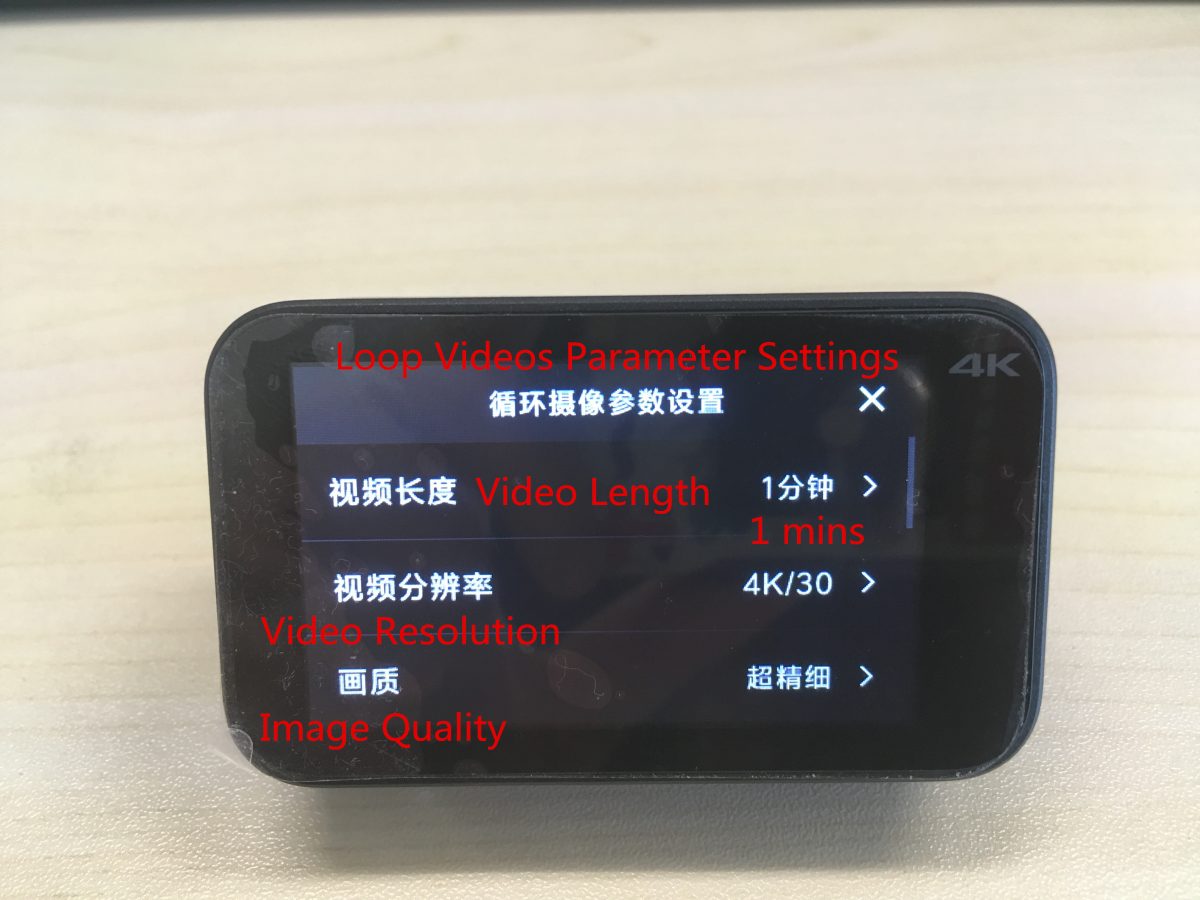 Loop Videos Parameter Settings
4K
循环摄像参数设置
视频长度 Video Length 1分钟
1 mins
视频分辨率 4K/30
Video Resolution
画质 超精细
Image Quality